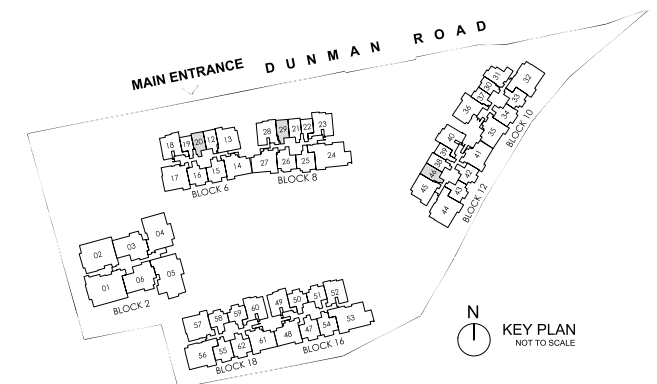 DUNMAN ROAD
MAIN ENTRANCE
18 19 20 12 13
17 16 15 14
BLOCK 6
28 29 21 22 23
27 26 25 24
BLOCK 8
30 31 32
36 37 33
34
35
BLOCK 10
40
39 41
38
46 42
45 43
44
BLOCK 12
02 03 04
01 06 05
BLOCK 2
57 58 59 60
56 55 62 61
BLOCK 18
49 50 51 52
48 47 54 53
BLOCK 16
N
KEY PLAN
NOT TO SCALE